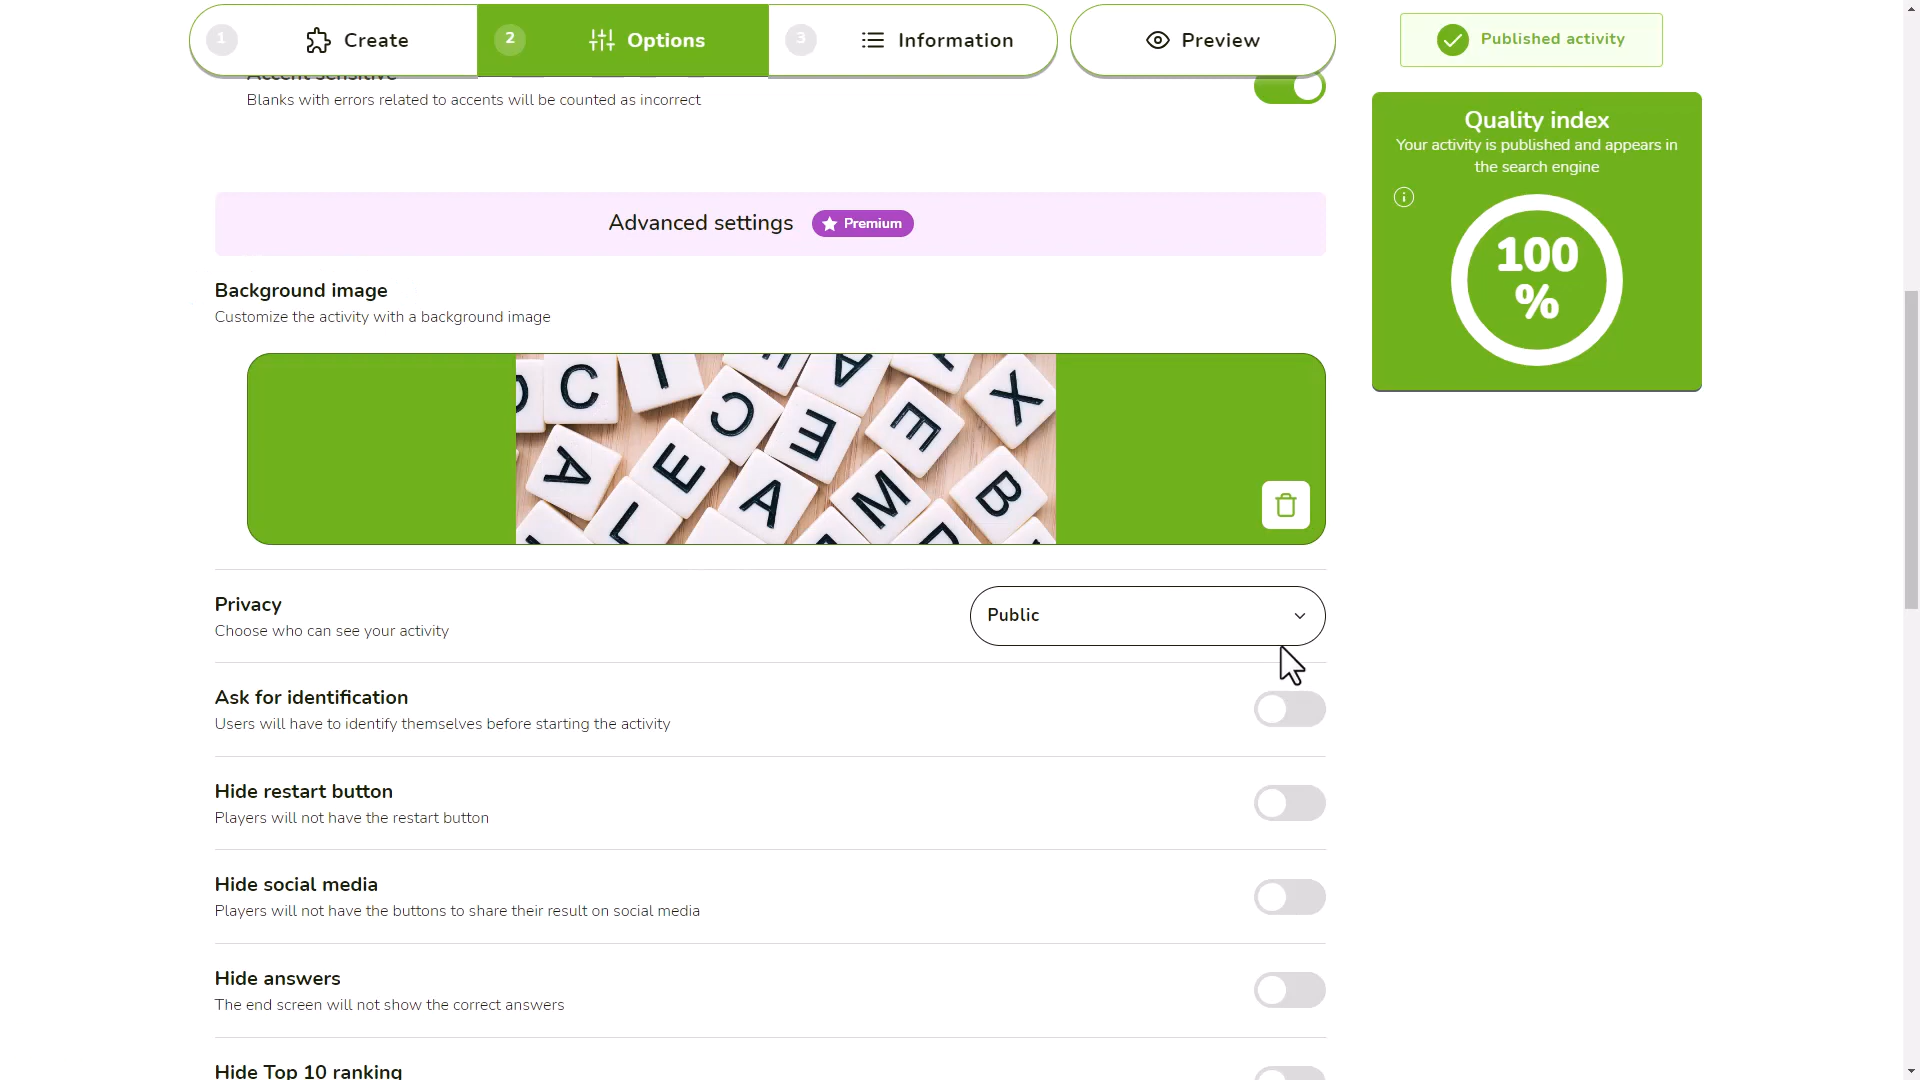 1 Create
2 Options
3 Information
Preview
Published activity
Accent sensitive
Blanks with errors related to accents will be counted as incorrect
Quality index
Your activity is published and appears in
the search engine
100
%
Advanced settings
Premium
Background image
Customize the activity with a background image
C
I
A
X
C
E
E
A
E
A
M
B
L
Privacy
Choose who can see your activity
Public
Ask for identification
Users will have to identify themselves before starting the activity
Hide restart button
Players will not have the restart button
Hide social media
Players will not have the buttons to share their result on social media
Hide answers
The end screen will not show the correct answers
Hide Top 10 ranking